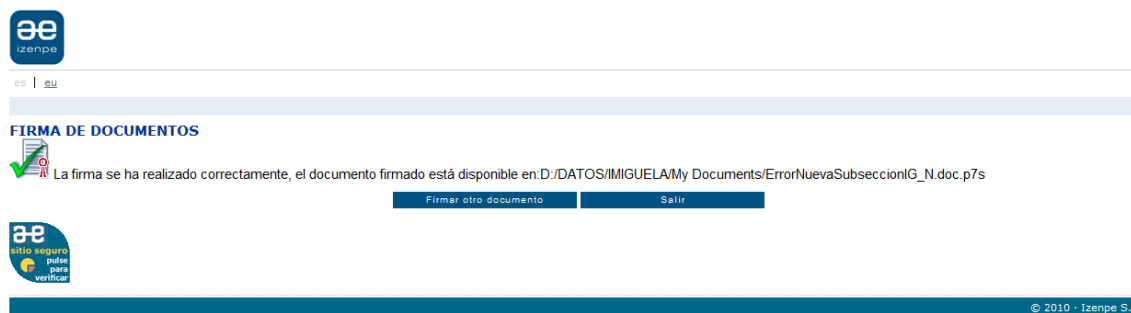 izenpe
es | eu
FIRMA DE DOCUMENTOS
La firma se ha realizado correctamente, el documento firmado está disponible en:D:/DATOS/IMIGUELA/My Documents/ErrorNuevaSubseccionIG_N.doc.p7s
Firmar otro documento Salir
sitio seguro
pulse
para
verificar
© 2010 · Izenpe S.